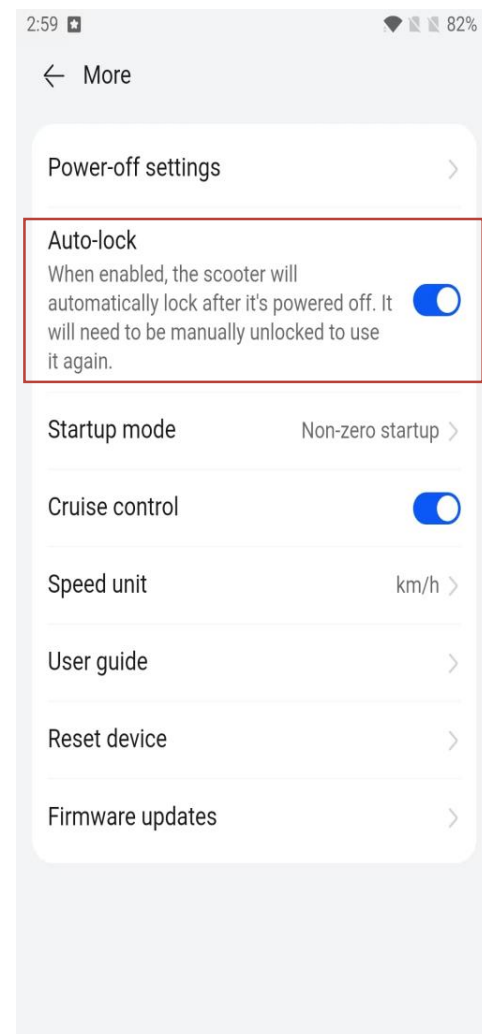 2:59 82%
More
Power-off settings
Auto-lock
When enabled, the scooter will
automatically lock after it's powered off. It
will need to be manually unlocked to use
it again.
Startup mode Non-zero startup
Cruise control
Speed unit km/h
User guide
Reset device
Firmware updates